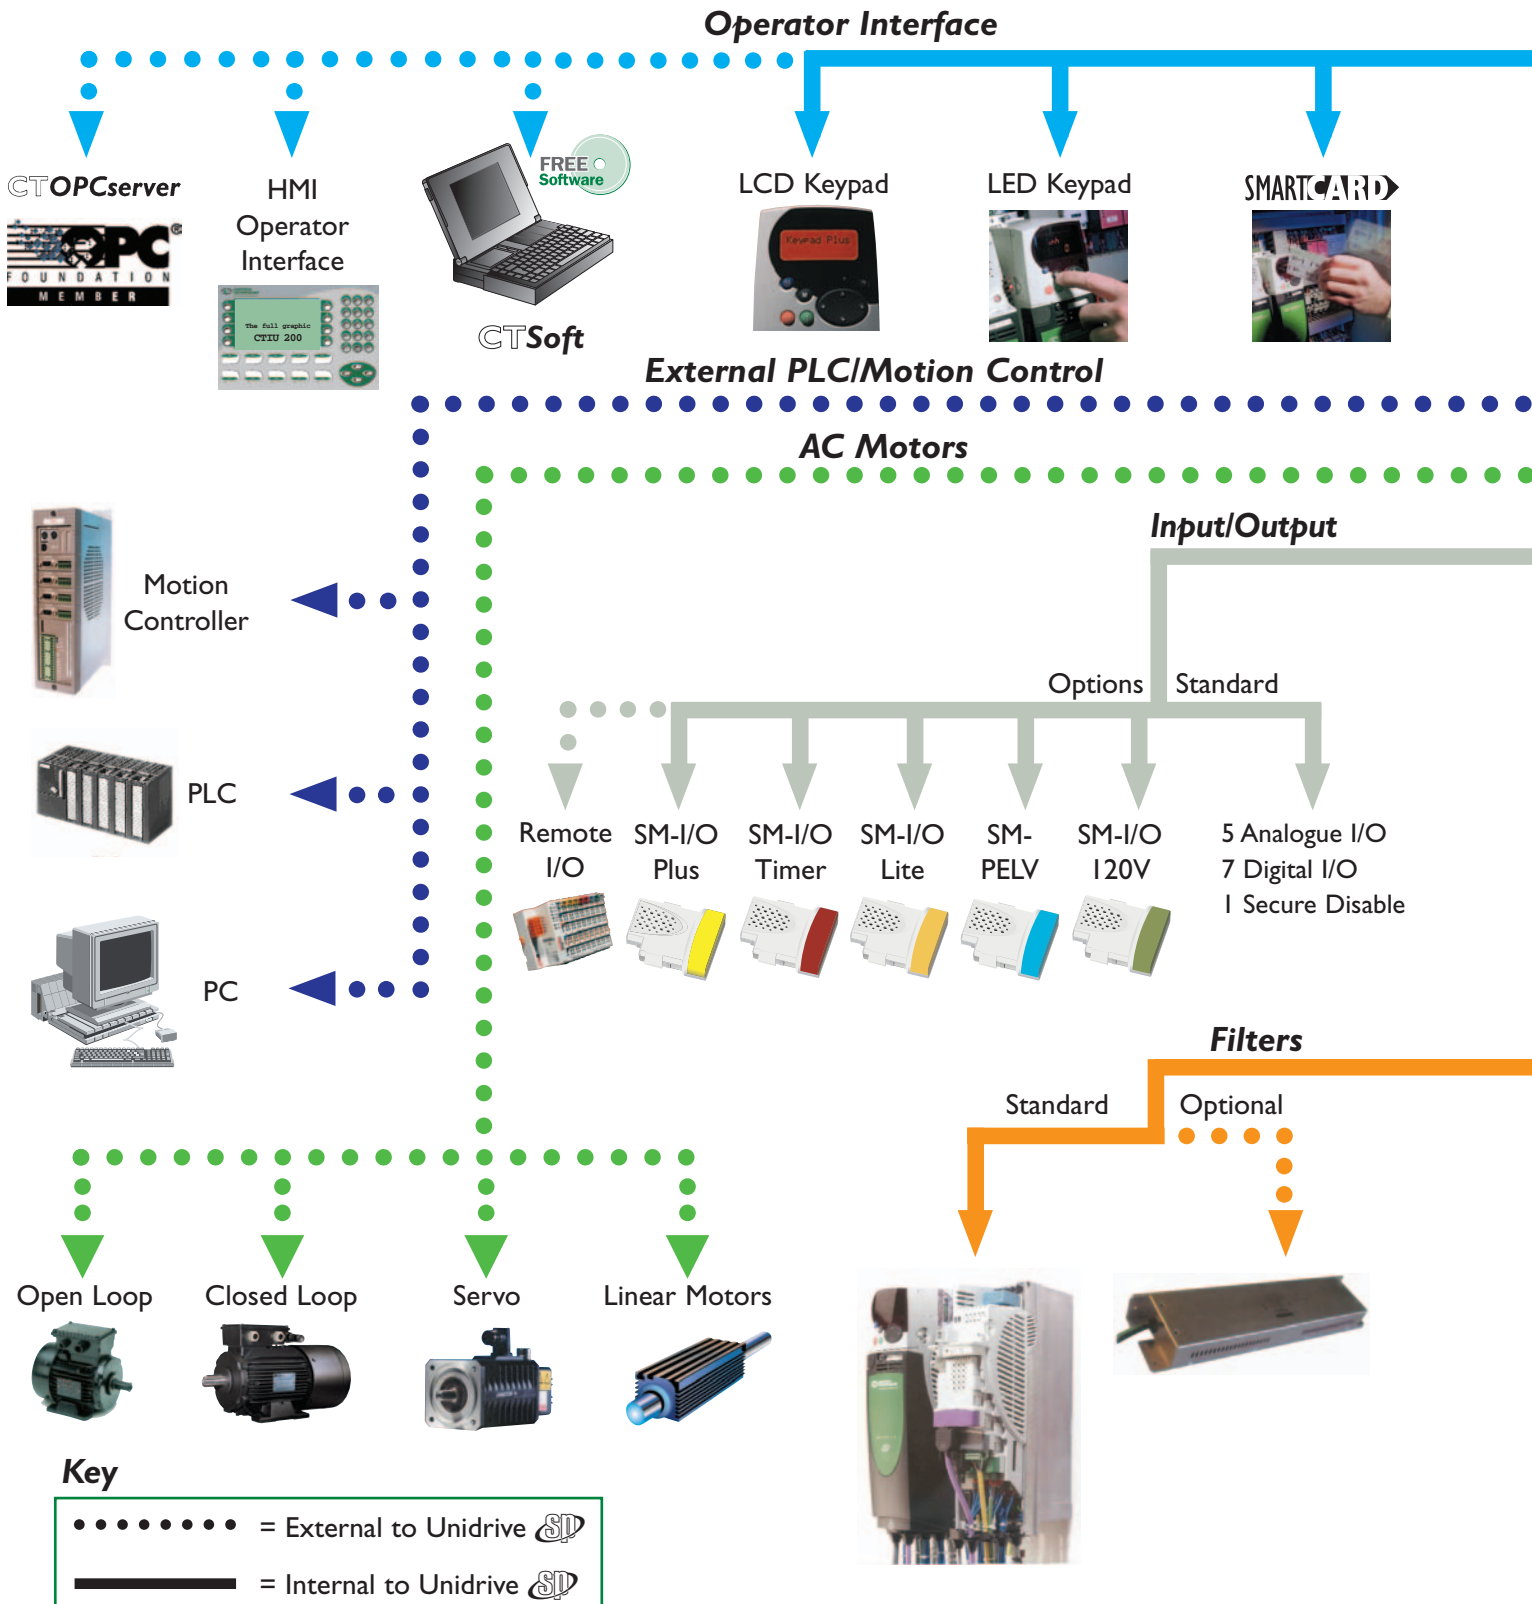 Operator Interface
CTOPCserver
OPC
FOUNDATION
MEMBER
HMI
Operator
Interface
The full graphic
CTIU 200
FREE
Software
CTSoft
LCD Keypad
Keypad Plus
LED Keypad
SMARTCARD
External PLC/Motion Control
AC Motors
Input/Output
Motion
Controller
PLC
PC
Options
Standard
Remote
I/O
SM-I/O
Plus
SM-I/O
Timer
SM-I/O
Lite
SM-
PELV
SM-I/O
120V
5 Analogue I/O
7 Digital I/O
1 Secure Disable
Filters
Standard
Optional
Open Loop
Closed Loop
Servo
Linear Motors
Key
= External to Unidrive SP
= Internal to Unidrive SP